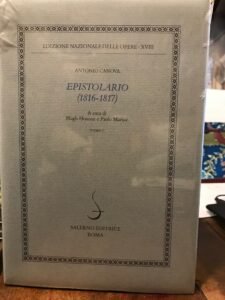 EDIZIONE NAZIONALE DELLE OPERE · XVIII
ANTONIO CANOVA
EPISTOLARIO
(1816-1817)
A cura di
Hugh Honour e Paolo Mariuz
TOMO I
SALERNO EDITRICE
ROMA